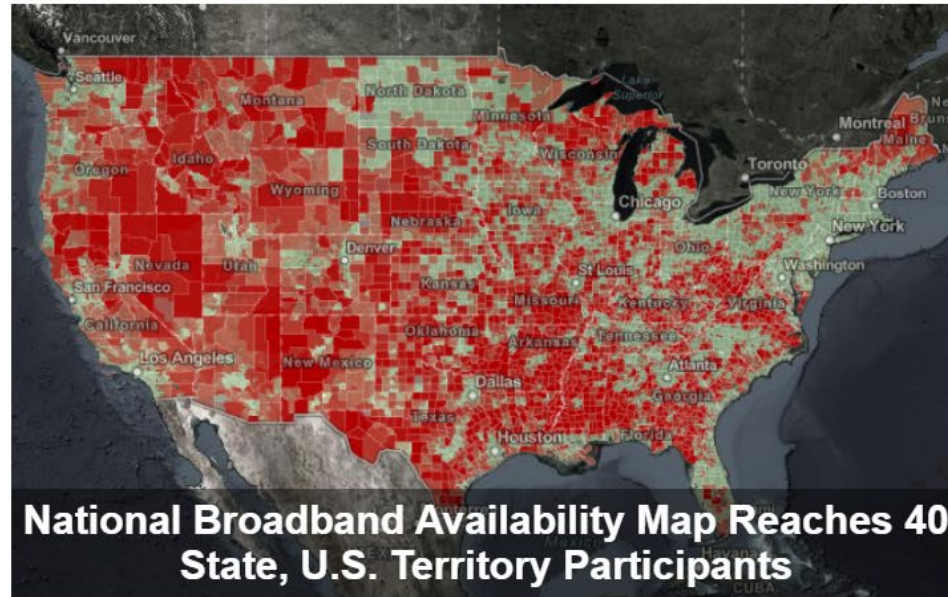 Vancouver
Seattle
Lake
Superior
Montana
North Dakota
Minnesota
Montreal
Maine
South Dakota
Wisconsin
Oregon
Idaho
Toronto
Wyoming
New York
Boston
Chicago
Iowa
Nebraska
New York
Ohio
Denver
Nevada
Utah
Washington
St Louis
Kansas
San Francisco
Missouri
Kentucky
Virginia
California
Oklahoma
Tennessee
Arkansas
Los Angeles
New Mexico
Atlanta
Dallas
Georgia
Texas
Houston
Florida
National Broadband Availability Map Reaches 40
State, U.S. Territory Participants
Havana
CUBA